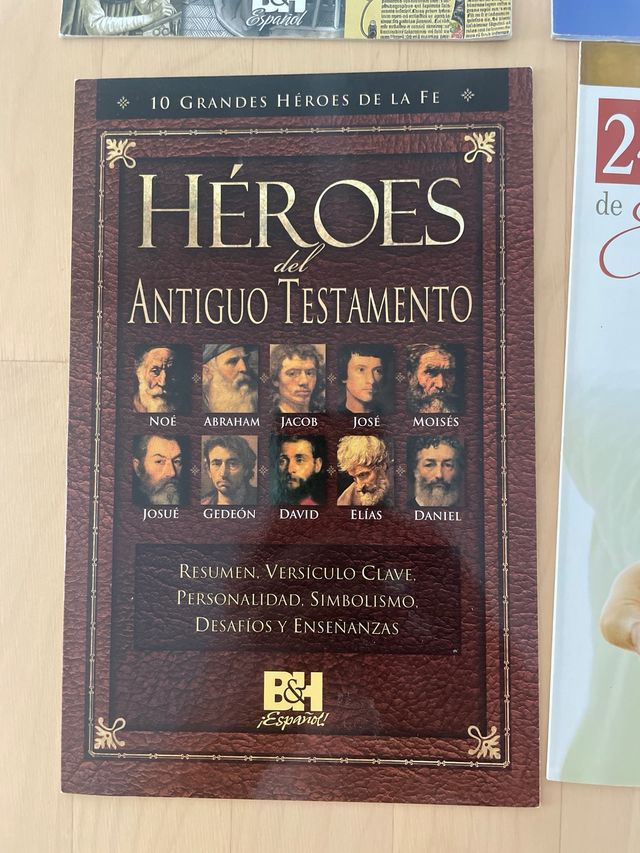 B&H
Español
10 GRANDES HÉROES DE LA FE
HÉROES
del
ANTIGUO TESTAMENTO
NOÉ ABRAHAM JACOB JOSÉ MOISÉS
JOSUÉ GEDEÓN DAVID ELÍAS DANIEL
RESUMEN, VERSÍCULO CLAVE,
PERSONALIDAD, SIMBOLISMO,
DESAFÍOS Y ENSEÑANZAS
B&H
¡Español!
de